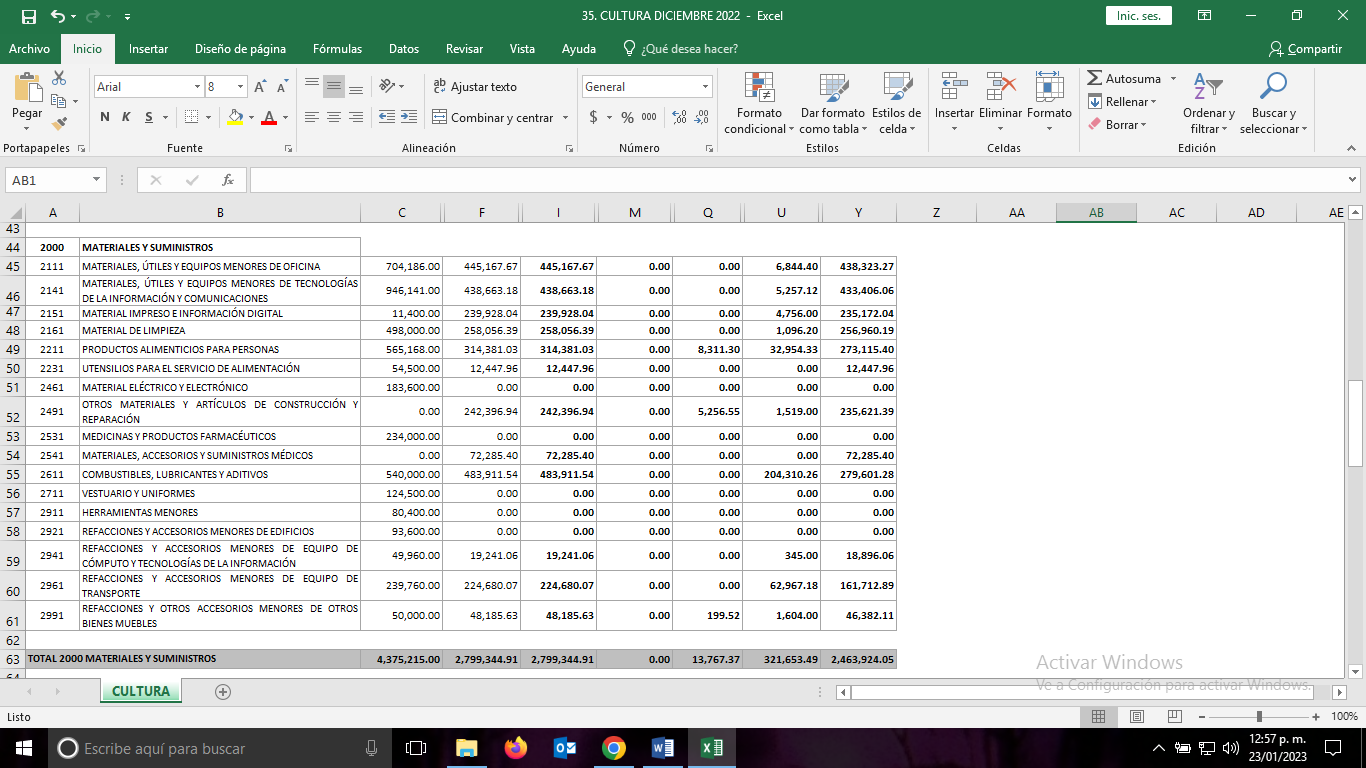 35. CULTURA DICIEMBRE 2022 - Excel
Inic. ses.
Archivo Inicio Insertar Diseño de página Fórmulas Datos Revisar Vista Ayuda ¿Qué desea hacer? Compartir
Pegar
Portapapeles
Arial 8
N K S
Fuente
Ajustar texto
Combinar y centrar
Alineación
General
$ % 000
Número
Formato condicional
Dar formato como tabla
Estilos de celda
Estilos
Insertar Eliminar Formato
Celdas
Autosuma
Rellenar
Borrar
Ordenar y filtrar
Buscar y seleccionar
Edición
AB1
A B C F I M Q U Y Z AA AB AC AD AE
43
44 2000 MATERIALES Y SUMINISTROS
45 2111 MATERIALES, ÚTILES Y EQUIPOS MENORES DE OFICINA 704,186.00 445,167.67 445,167.67 0.00 0.00 6,844.40 438,323.27
46 2141 MATERIALES, ÚTILES Y EQUIPOS MENORES DE TECNOLOGÍAS DE LA INFORMACIÓN Y COMUNICACIONES 946,141.00 438,663.18 438,663.18 0.00 0.00 5,257.12 433,406.06
47 2151 MATERIAL IMPRESO E INFORMACIÓN DIGITAL 11,400.00 239,928.04 239,928.04 0.00 0.00 4,756.00 235,172.04
48 2161 MATERIAL DE LIMPIEZA 498,000.00 258,056.39 258,056.39 0.00 0.00 1,096.20 256,960.19
49 2211 PRODUCTOS ALIMENTICIOS PARA PERSONAS 565,168.00 314,381.03 314,381.03 0.00 8,311.30 32,954.33 273,115.40
50 2231 UTENSILIOS PARA EL SERVICIO DE ALIMENTACIÓN 54,500.00 12,447.96 12,447.96 0.00 0.00 0.00 12,447.96
51 2461 MATERIAL ELÉCTRICO Y ELECTRÓNICO 183,600.00 0.00 0.00 0.00 0.00 0.00 0.00
52 2491 OTROS MATERIALES Y ARTÍCULOS DE CONSTRUCCIÓN Y REPARACIÓN 0.00 242,396.94 242,396.94 0.00 5,256.55 1,519.00 235,621.39
53 2531 MEDICINAS Y PRODUCTOS FARMACÉUTICOS 234,000.00 0.00 0.00 0.00 0.00 0.00 0.00
54 2541 MATERIALES, ACCESORIOS Y SUMINISTROS MÉDICOS 0.00 72,285.40 72,285.40 0.00 0.00 0.00 72,285.40
55 2611 COMBUSTIBLES, LUBRICANTES Y ADITIVOS 540,000.00 483,911.54 483,911.54 0.00 0.00 204,310.26 279,601.28
56 2711 VESTUARIO Y UNIFORMES 124,500.00 0.00 0.00 0.00 0.00 0.00 0.00
57 2911 HERRAMIENTAS MENORES 80,400.00 0.00 0.00 0.00 0.00 0.00 0.00
58 2921 REFACCIONES Y ACCESORIOS MENORES DE EDIFICIOS 93,600.00 0.00 0.00 0.00 0.00 0.00 0.00
59 2941 REFACCIONES Y ACCESORIOS MENORES DE EQUIPO DE CÓMPUTO Y TECNOLOGÍAS DE LA INFORMACIÓN 49,960.00 19,241.06 19,241.06 0.00 0.00 345.00 18,896.06
60 2961 REFACCIONES Y ACCESORIOS MENORES DE EQUIPO DE TRANSPORTE 239,760.00 224,680.07 224,680.07 0.00 0.00 62,967.18 161,712.89
61 2991 REFACCIONES Y OTROS ACCESORIOS MENORES DE OTROS BIENES MUEBLES 50,000.00 48,185.63 48,185.63 0.00 199.52 1,604.00 46,382.11
62
63 TOTAL 2000 MATERIALES Y SUMINISTROS 4,375,215.00 2,799,344.91 2,799,344.91 0.00 13,767.37 321,653.49 2,463,924.05
64
Activar Windows
Ve a Configuración para activar Windows.
CULTURA
Listo
100%
Escribe aquí para buscar
12:57 p. m.
23/01/2023